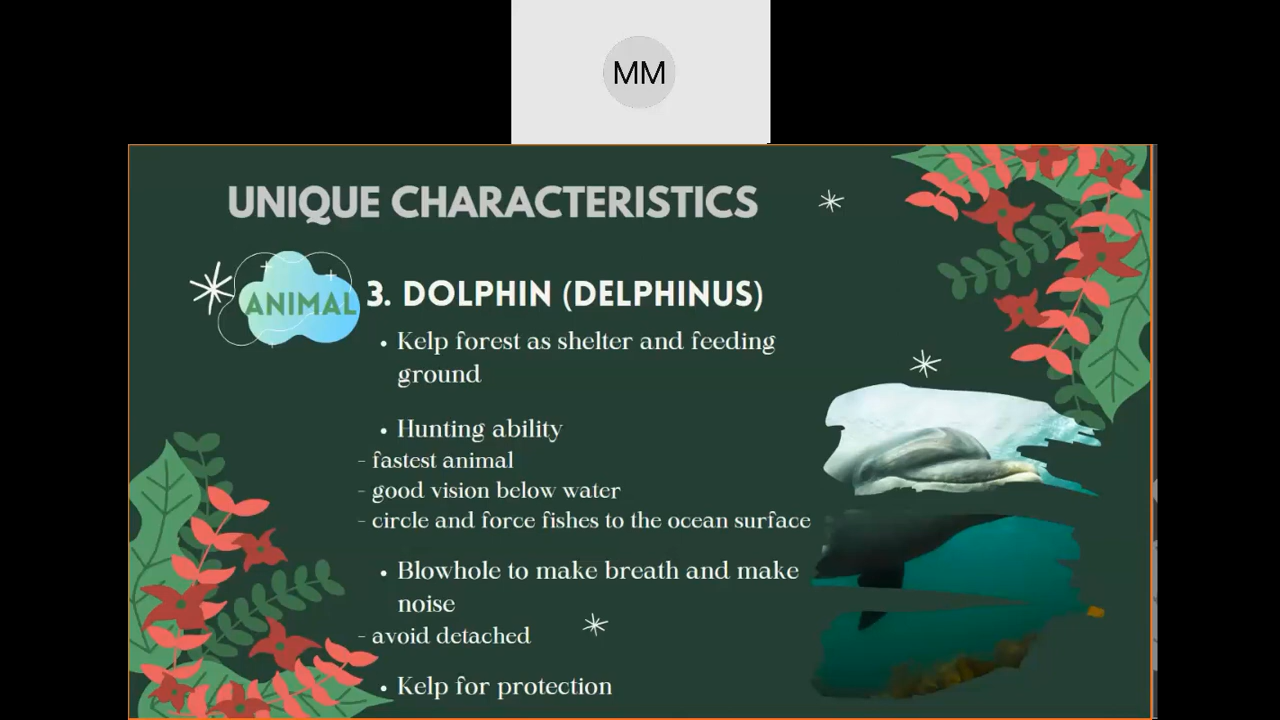 MM
UNIQUE CHARACTERISTICS
ANIMAL
3. DOLPHIN (DELPHINUS)
• Kelp forest as shelter and feeding
ground
• Hunting ability
- fastest animal
- good vision below water
- circle and force fishes to the ocean surface
• Blowhole to make breath and make
noise
- avoid detached
• Kelp for protection